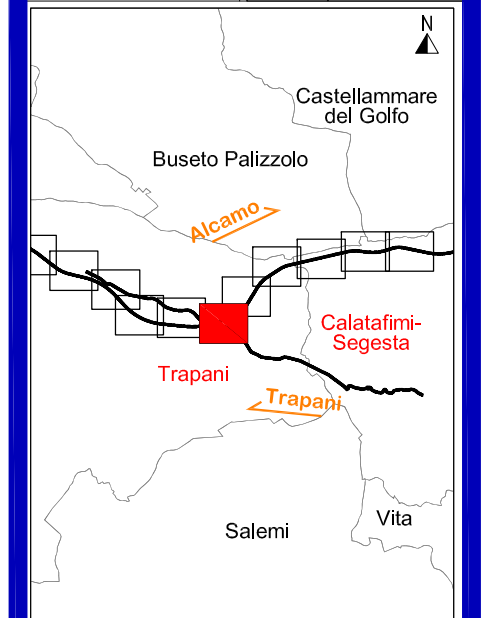 N
Castellammare
del Golfo
Buseto Palizzolo
Alcamo
Calatafimi-
Segesta
Trapani
Trapani
Salemi
Vita